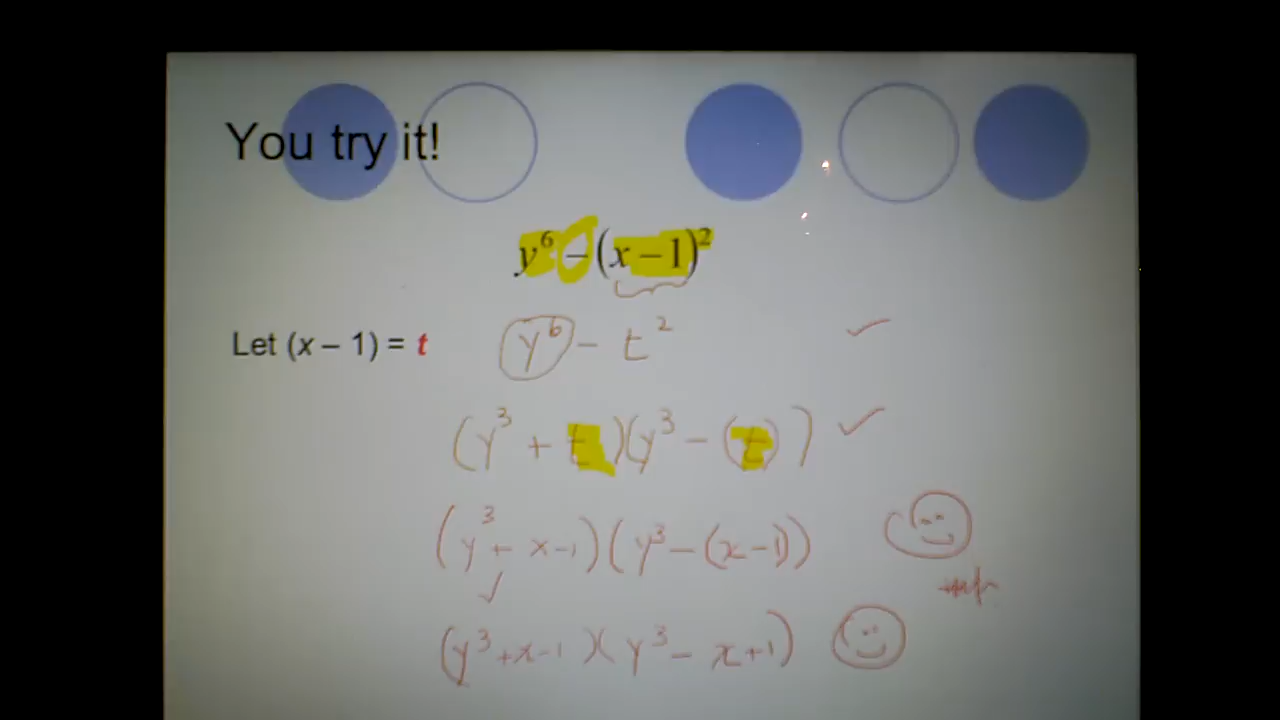 You try it!
y⁶ – (x – 1)²
Let (x – 1) = t
y⁶ – t²
(y³ + t)(y³ – (t))
(y³ + x – 1)(y³ – (x – 1))
(y³ + x – 1)(y³ – x + 1)